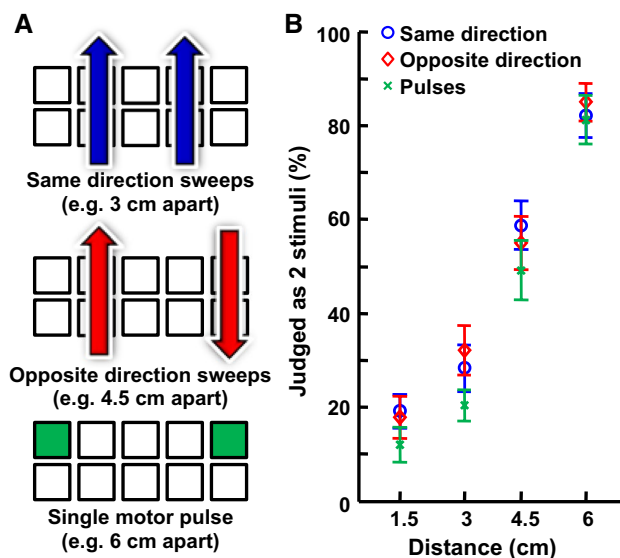 A
Same direction sweeps
(e.g. 3 cm apart)
Opposite direction sweeps
(e.g. 4.5 cm apart)
Single motor pulse
(e.g. 6 cm apart)
B
Same direction
Opposite direction
Pulses
Judged as 2 stimuli (%)
100
80
60
40
20
0
1.5 3 4.5 6
Distance (cm)